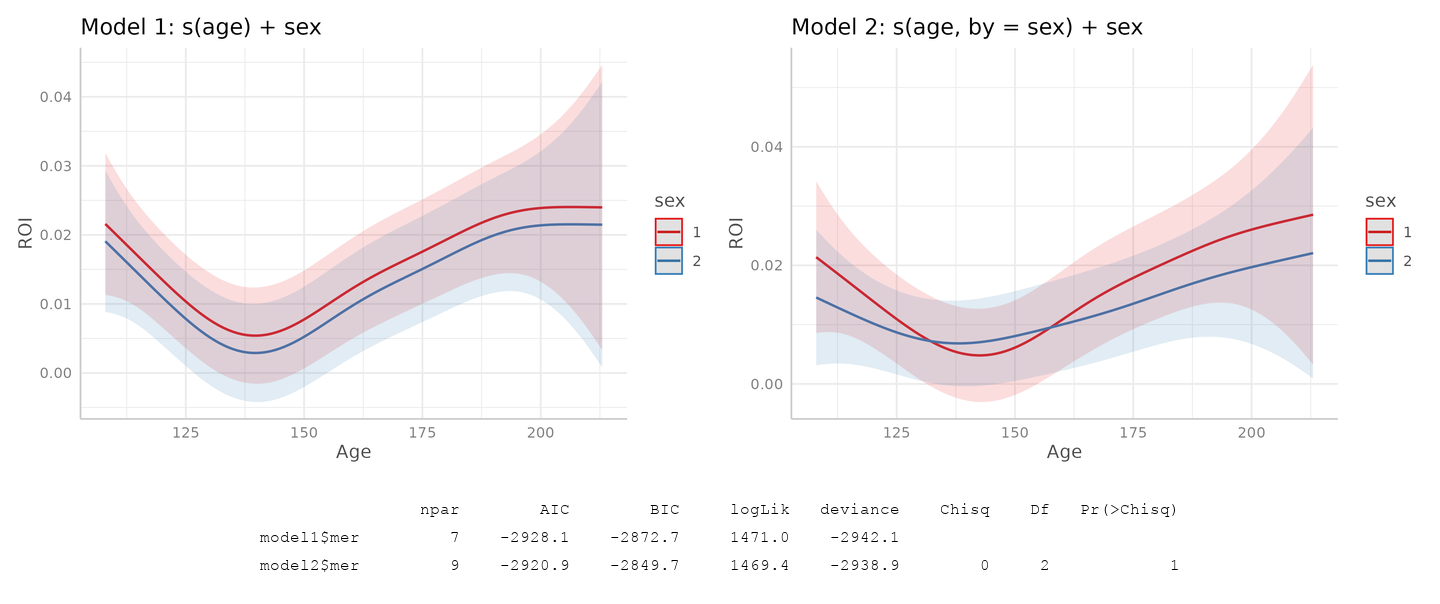 Model 1: s(age) + sex
0.04
0.03
0.02
0.01
0.00
ROI
125 150 175 200
Age
sex
1
2
Model 2: s(age, by = sex) + sex
0.04
0.02
0.00
ROI
125 150 175 200
Age
sex
1
2
npar AIC BIC logLik deviance Chisq Df Pr(>Chisq)
model1$mer 7 -2928.1 -2872.7 1471.0 -2942.1
model2$mer 9 -2920.9 -2849.7 1469.4 -2938.9 0 2 1